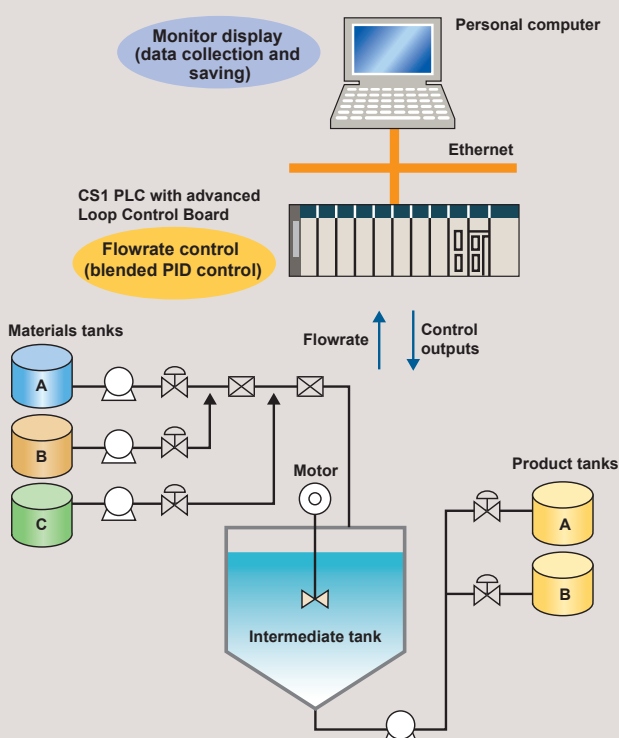 Monitor display
(data collection and
saving)
Personal computer
Ethernet
CS1 PLC with advanced
Loop Control Board
Flowrate control
(blended PID control)
Flowrate
Control
outputs
Materials tanks
A
B
C
Motor
Product tanks
A
B
Intermediate tank